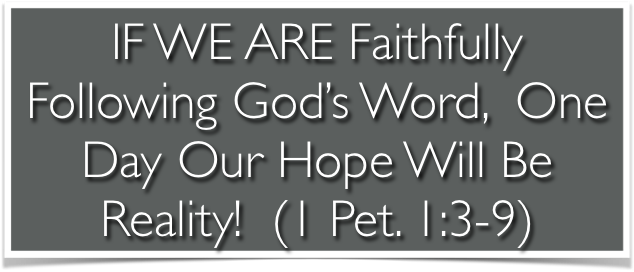 IF WE ARE Faithfully
Following God's Word,  One
Day Our Hope Will Be
Reality!  (1 Pet. 1:3-9)